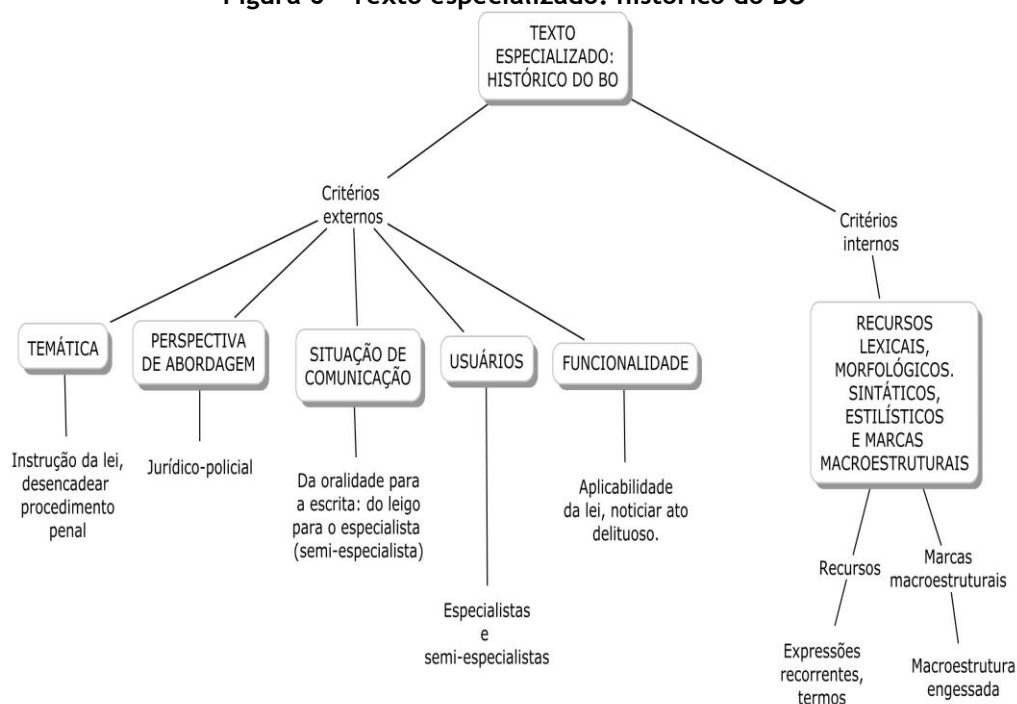 Figura 6 - Texto especializado: histórico do BO
TEXTO
ESPECIALIZADO:
HISTÓRICO DO BO
Critérios
externos
Critérios
internos
TEMÁTICA
PERSPECTIVA
DE ABORDAGEM
SITUAÇÃO DE
COMUNICAÇÃO
USUÁRIOS
FUNCIONALIDADE
RECURSOS
LEXICAIS,
MORFOLÓGICOS.
SINTÁTICOS,
ESTILÍSTICOS
E MARCAS
MACROESTRUTURAIS
Instrução da lei,
desencadear
procedimento
penal
Jurídico-policial
Da oralidade para
a escrita: do leigo
para o especialista
(semi-especialista)
Especialistas
e
semi-especialistas
Aplicabilidade
da lei, noticiar ato
delituoso.
Recursos
Marcas
macroestruturais
Expressões
recorrentes,
termos
Macroestrutura
engessada